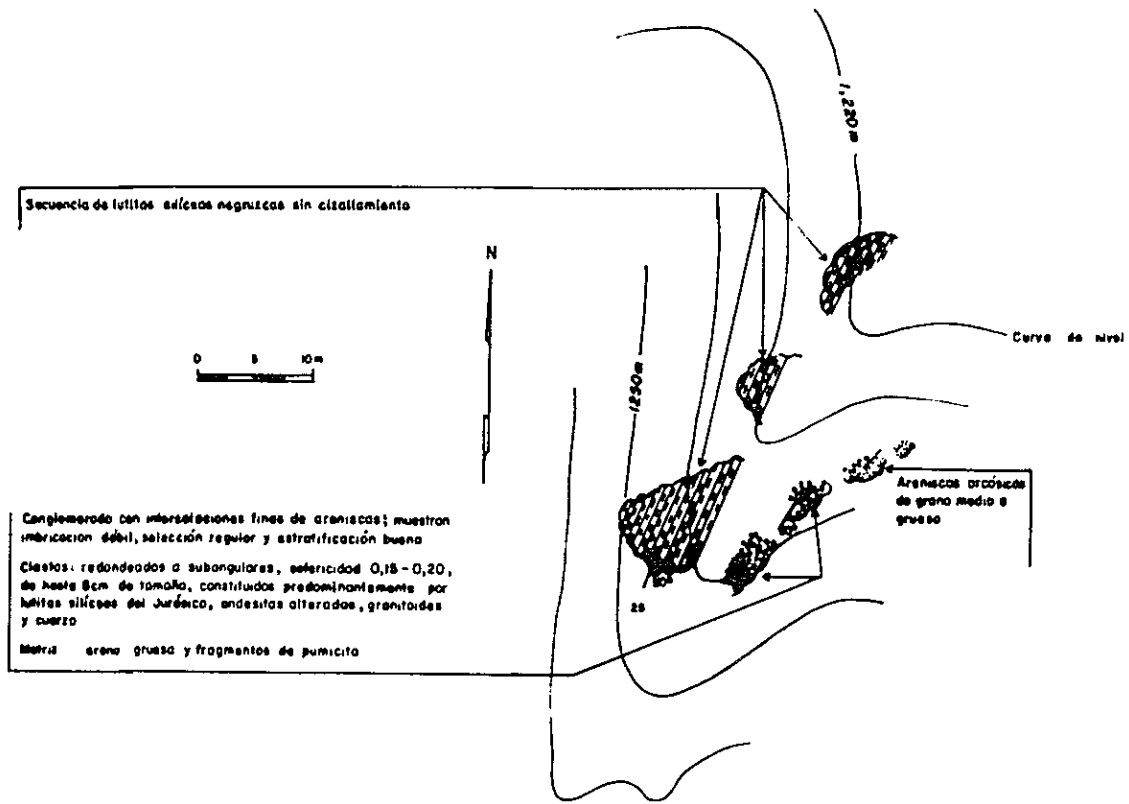 1,220 m
Secuencia de lutitas silíceas negruzcas sin cizallamiento
N
0 5 10 m
Curva de nivel
1250 m
Areniscas arcósicas
de grano medio a
grueso
Conglomerado con intercalaciones finas de areniscas; muestran
imbricación débil, selección regular y estratificación buena
Clastos: redondeados a subangulares, esfericidad 0,15-0,20,
de hasta 8cm de tamaño, constituidos predominantemente por
lutitas silíceas del Jurásico, andesitas alteradas, granitoides
y cuarzo
Matriz arena gruesa y fragmentos de pumicita
25